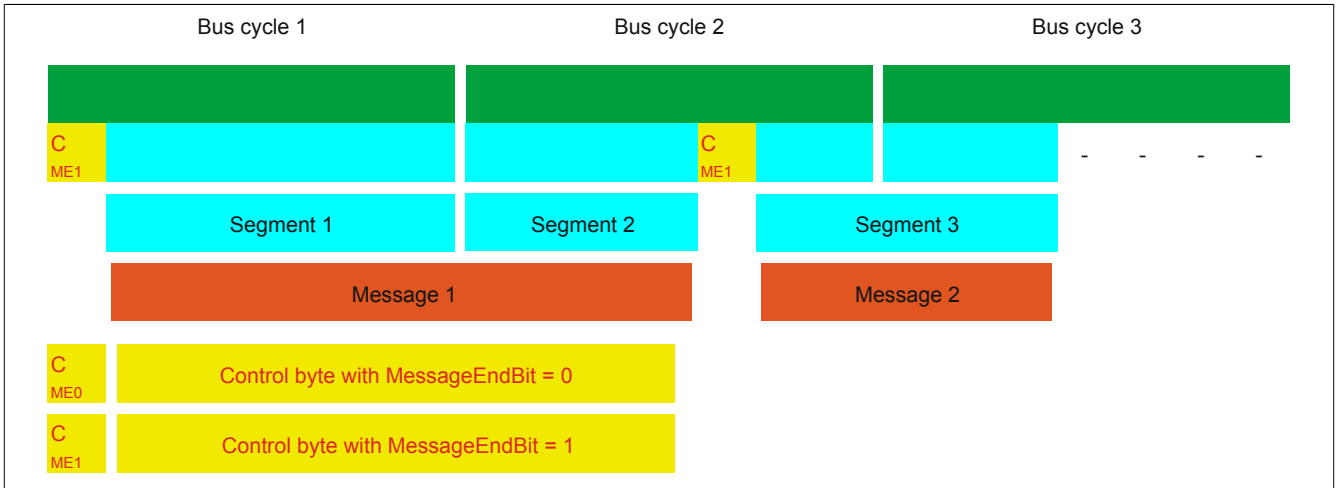 Bus cycle 1 Bus cycle 2 Bus cycle 3
C C
ME1 ME1 - - - -
Segment 1 Segment 2 Segment 3
Message 1 Message 2
C
ME0 Control byte with MessageEndBit = 0
C
ME1 Control byte with MessageEndBit = 1